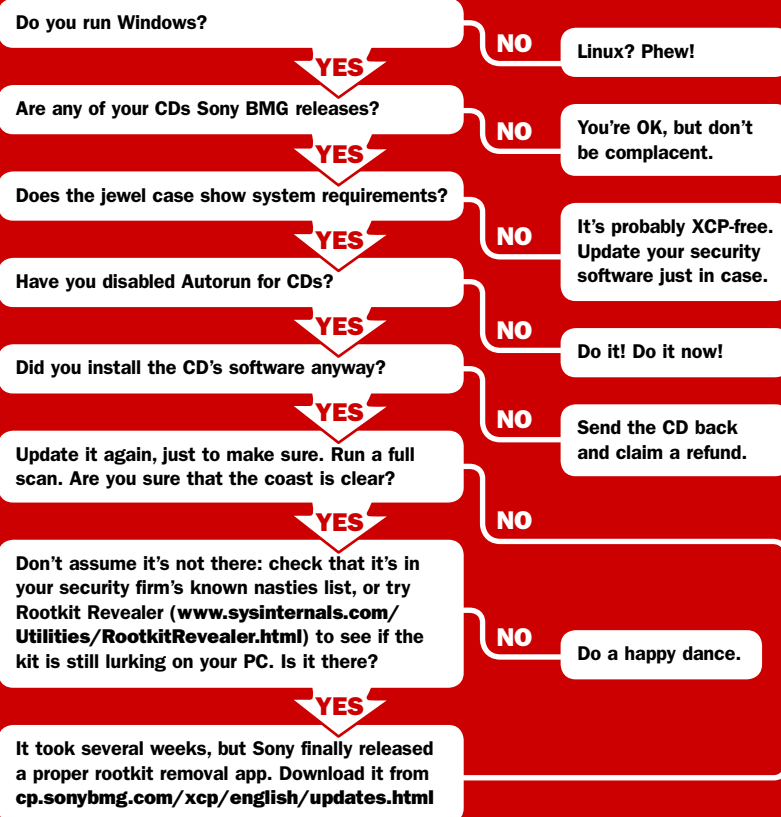 Do you run Windows?
NO
Linux? Phew!
YES
Are any of your CDs Sony BMG releases?
NO
You're OK, but don't
be complacent.
YES
Does the jewel case show system requirements?
NO
It's probably XCP-free.
Update your security
software just in case.
YES
Have you disabled Autorun for CDs?
NO
Do it! Do it now!
YES
Did you install the CD's software anyway?
NO
Send the CD back
and claim a refund.
YES
Update it again, just to make sure. Run a full
scan. Are you sure that the coast is clear?
NO
YES
Don't assume it's not there: check that it's in
your security firm's known nasties list, or try
Rootkit Revealer (www.sysinternals.com/
Utilities/RootkitRevealer.html) to see if the
kit is still lurking on your PC. Is it there?
NO
Do a happy dance.
YES
It took several weeks, but Sony finally released
a proper rootkit removal app. Download it from
cp.sonybmg.com/xcp/english/updates.html